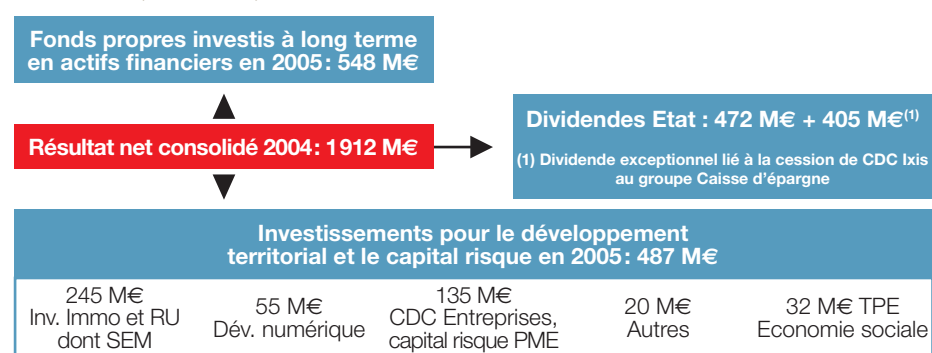 Fonds propres investis à long terme
en actifs financiers en 2005 : 548 M€
Résultat net consolidé 2004 : 1912 M€
Dividendes Etat : 472 M€ + 405 M€(1)
(1) Dividende exceptionnel lié à la cession de CDC Ixis
au groupe Caisse d'épargne
Investissements pour le développement
territorial et le capital risque en 2005 : 487 M€
245 M€
Inv. Immo et RU
dont SEM
55 M€
Dév. numérique
135 M€
CDC Entreprises,
capital risque PME
20 M€
Autres
32 M€ TPE
Economie sociale